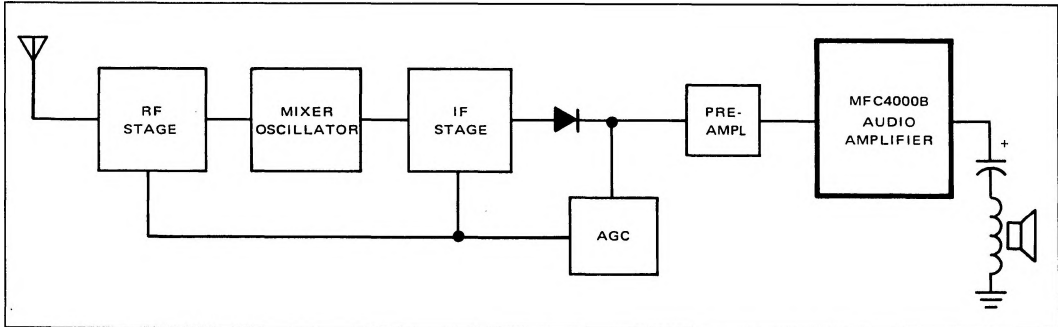 RF
STAGE
MIXER
OSCILLATOR
IF
STAGE
PRE-
AMPL
MFC4000B
AUDIO
AMPLIFIER
+
AGC